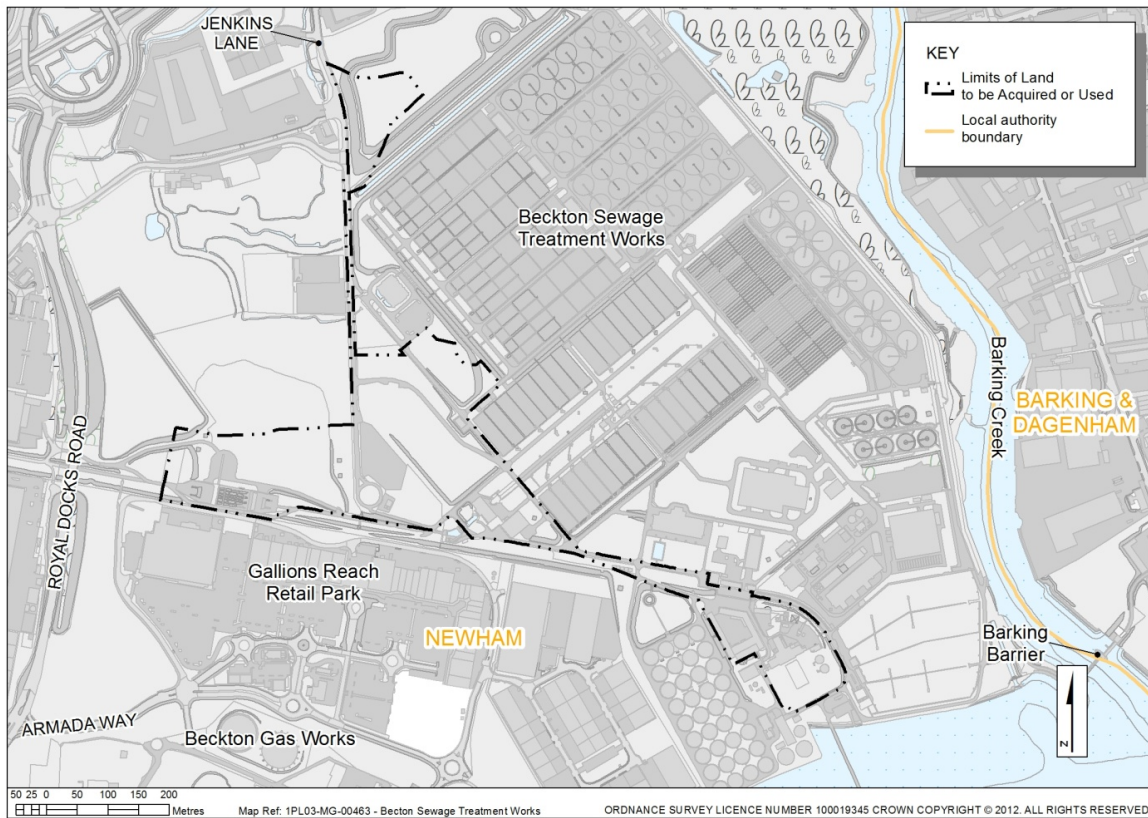 JENKINS
LANE
KEY
Limits of Land
to be Acquired or Used
Local authority
boundary
Beckton Sewage
Treatment Works
Barking Creek
BARKING &
DAGENHAM
ROYAL DOCKS ROAD
Gallions Reach
Retail Park
NEWHAM
Barking
Barrier
ARMADA WAY
Beckton Gas Works
N
50 25 0 50 100 150 200
Metres
Map Ref: 1PL03-MG-00463 - Becton Sewage Treatment Works
ORDNANCE SURVEY LICENCE NUMBER 100019345 CROWN COPYRIGHT © 2012. ALL RIGHTS RESERVED